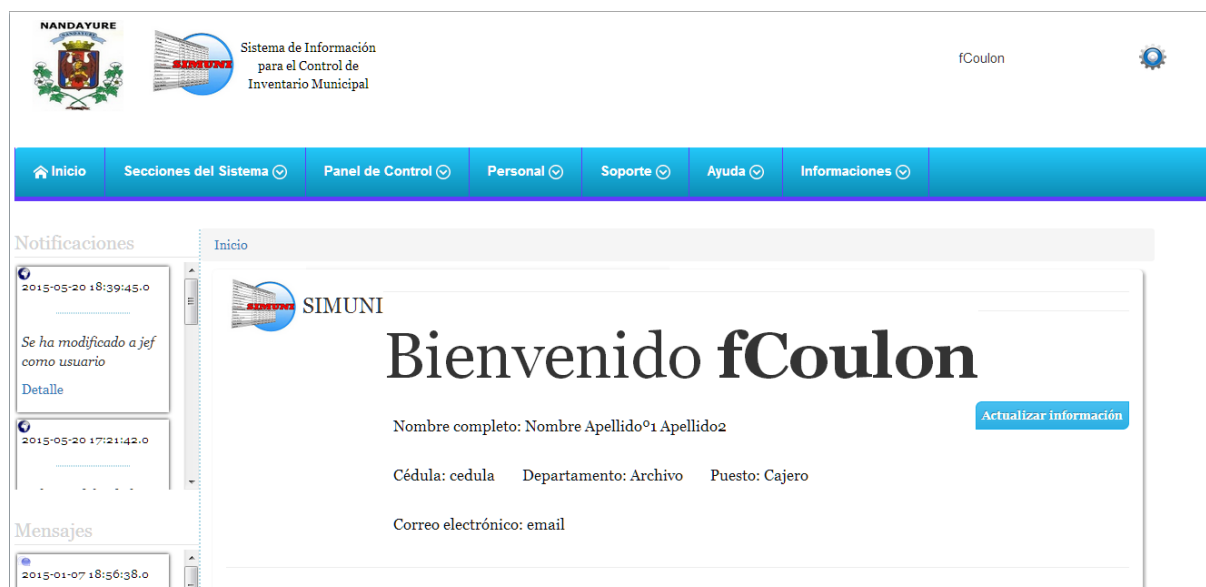 NANDAYURE
NANDAYURE
SIMUNI
Sistema de Información
para el Control de
Inventario Municipal
fCoulon
Inicio
Secciones del Sistema
Panel de Control
Personal
Soporte
Ayuda
Informaciones
Notificaciones
2015-05-20 18:39:45.0
Se ha modificado a jef
como usuario
Detalle
2015-05-20 17:21:42.0
Mensajes
2015-01-07 18:56:38.0
Inicio
SIMUNI
SIMUNI
Bienvenido fCoulon
Actualizar información
Nombre completo: Nombre Apellidoº1 Apellido2
Cédula: cedula Departamento: Archivo Puesto: Cajero
Correo electrónico: email